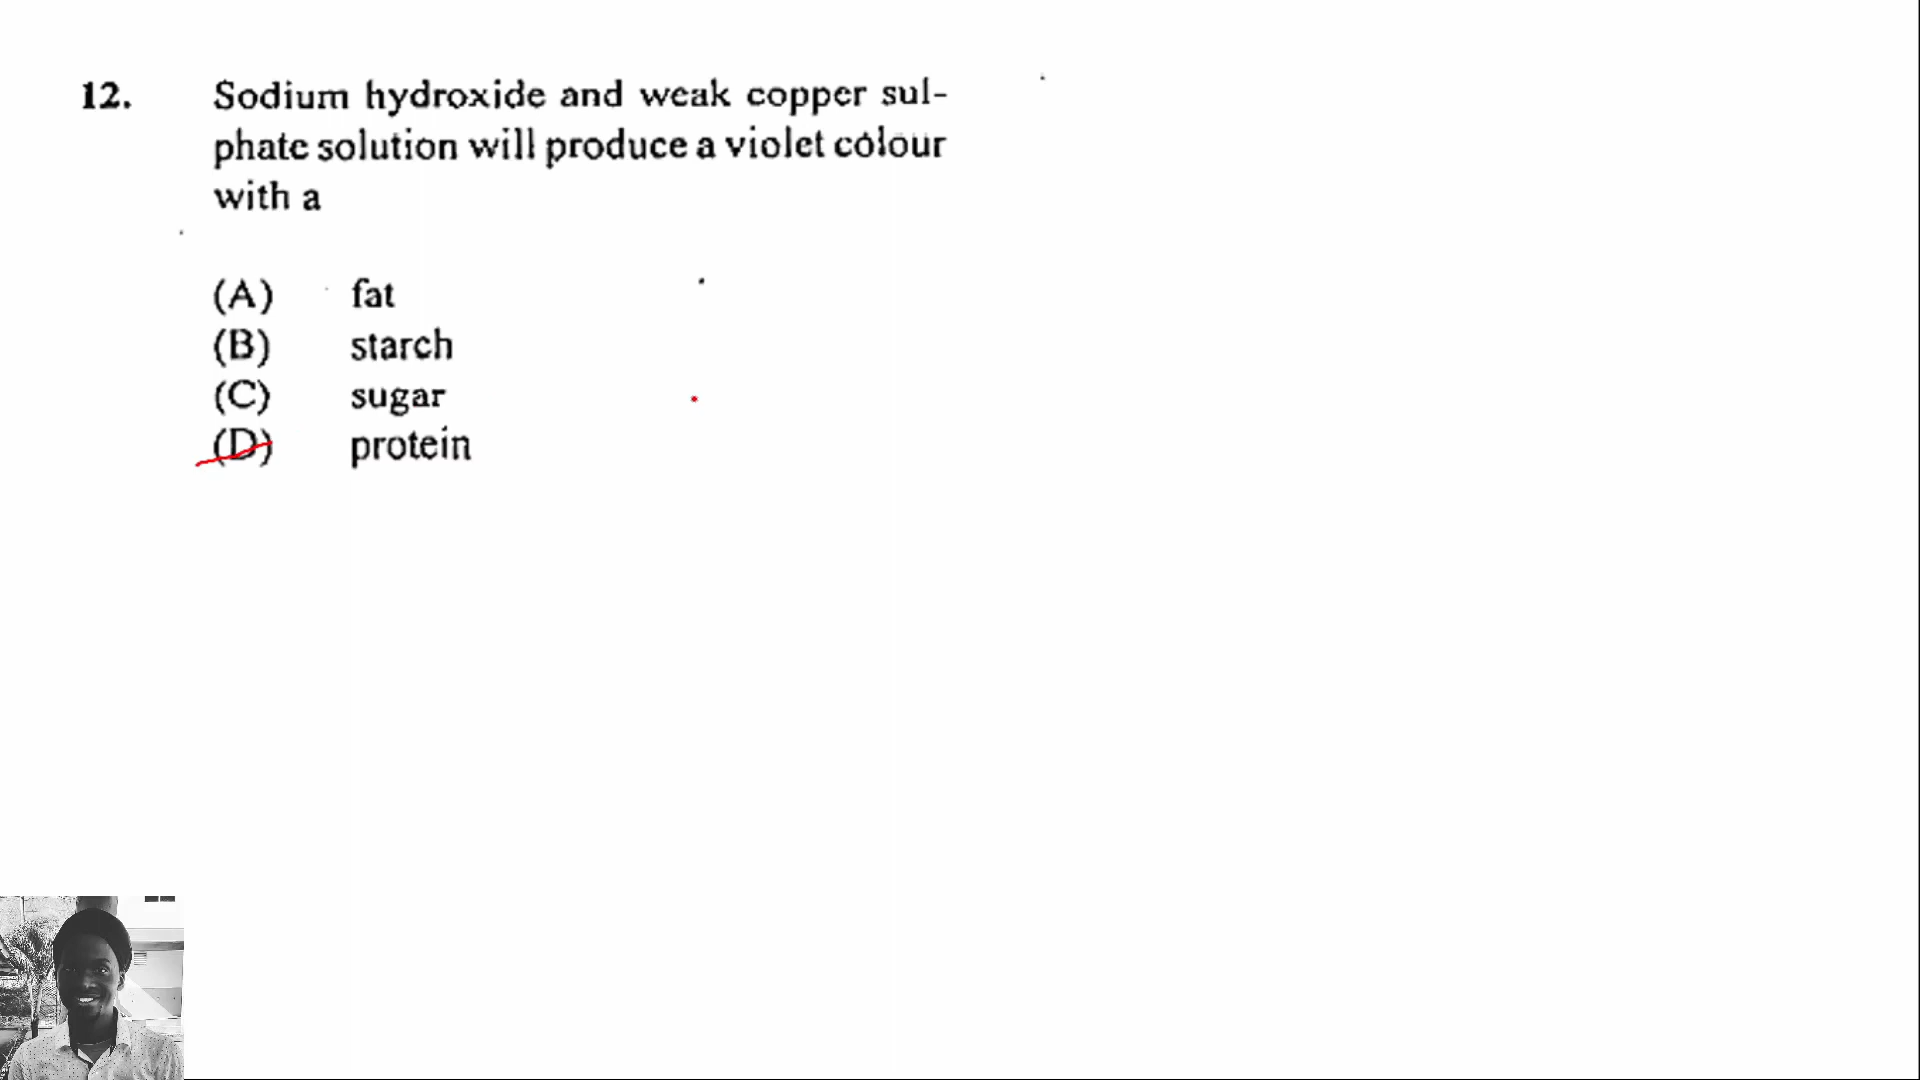 12. Sodium hydroxide and weak copper sul-
phate solution will produce a violet colour
with a
(A) fat
(B) starch
(C) sugar
(D) protein